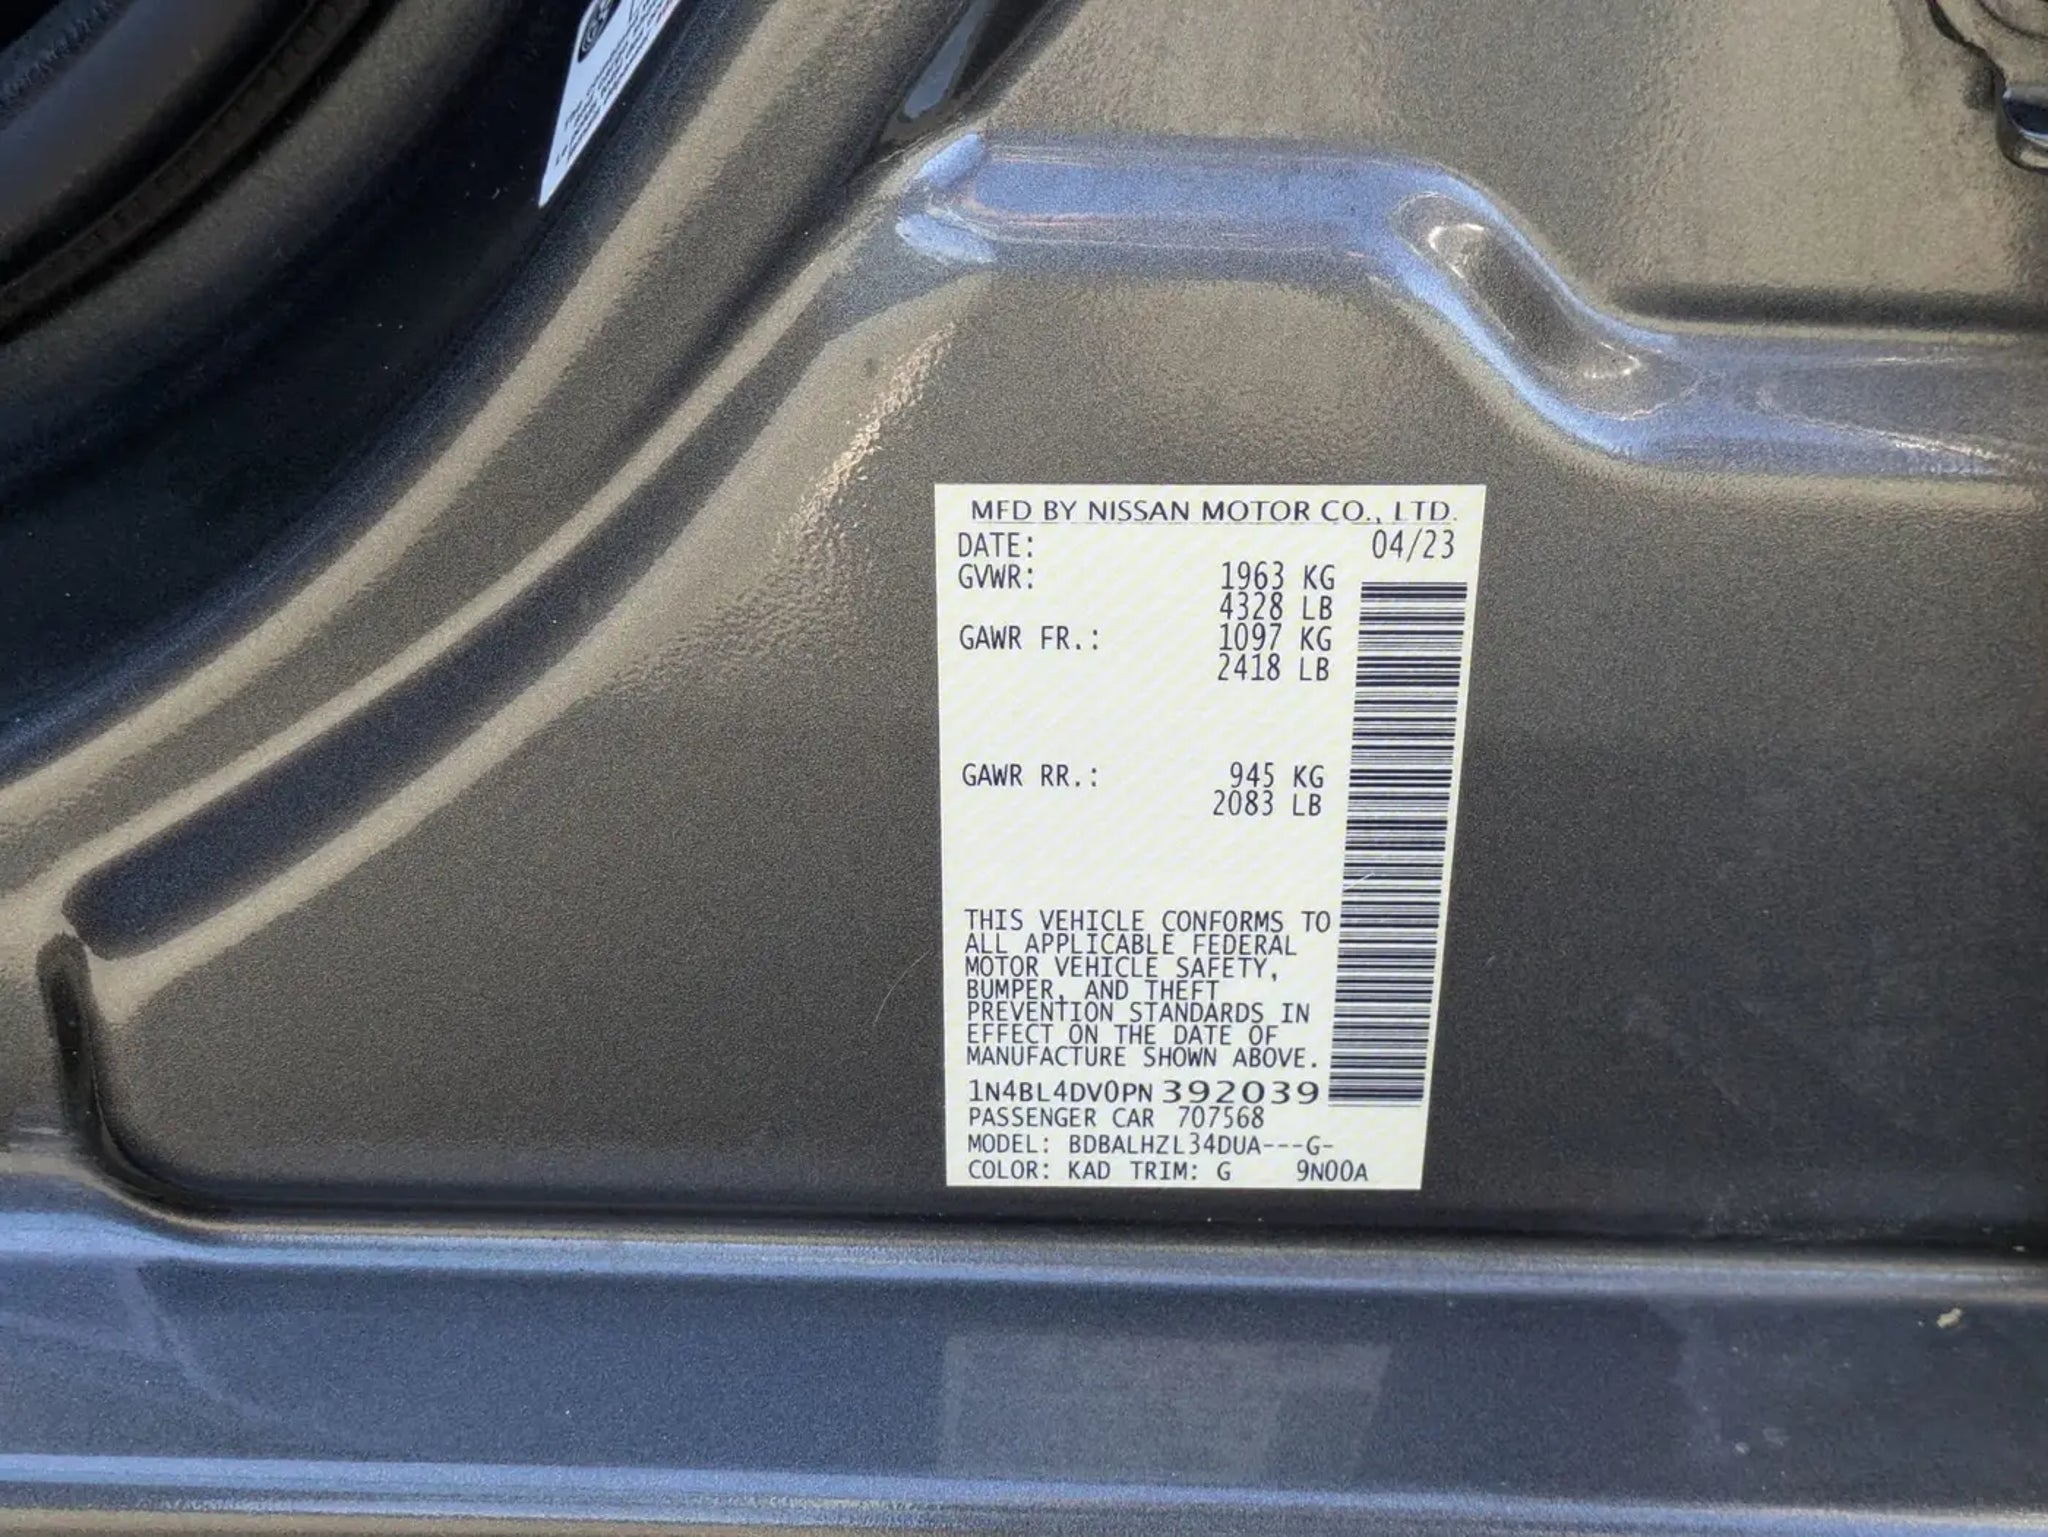 MFD BY NISSAN MOTOR CO., LTD.
DATE: 04/23
GVWR: 1963 KG
4328 LB
GAWR FR.: 1097 KG
2418 LB
GAWR RR.: 945 KG
2083 LB
THIS VEHICLE CONFORMS TO
ALL APPLICABLE FEDERAL
MOTOR VEHICLE SAFETY,
BUMPER, AND THEFT
PREVENTION STANDARDS IN
EFFECT ON THE DATE OF
MANUFACTURE SHOWN ABOVE.
1N4BL4DV0PN392039
PASSENGER CAR 707568
MODEL: BDBALHZL34DUA---G-
COLOR: KAD TRIM: G 9N00A